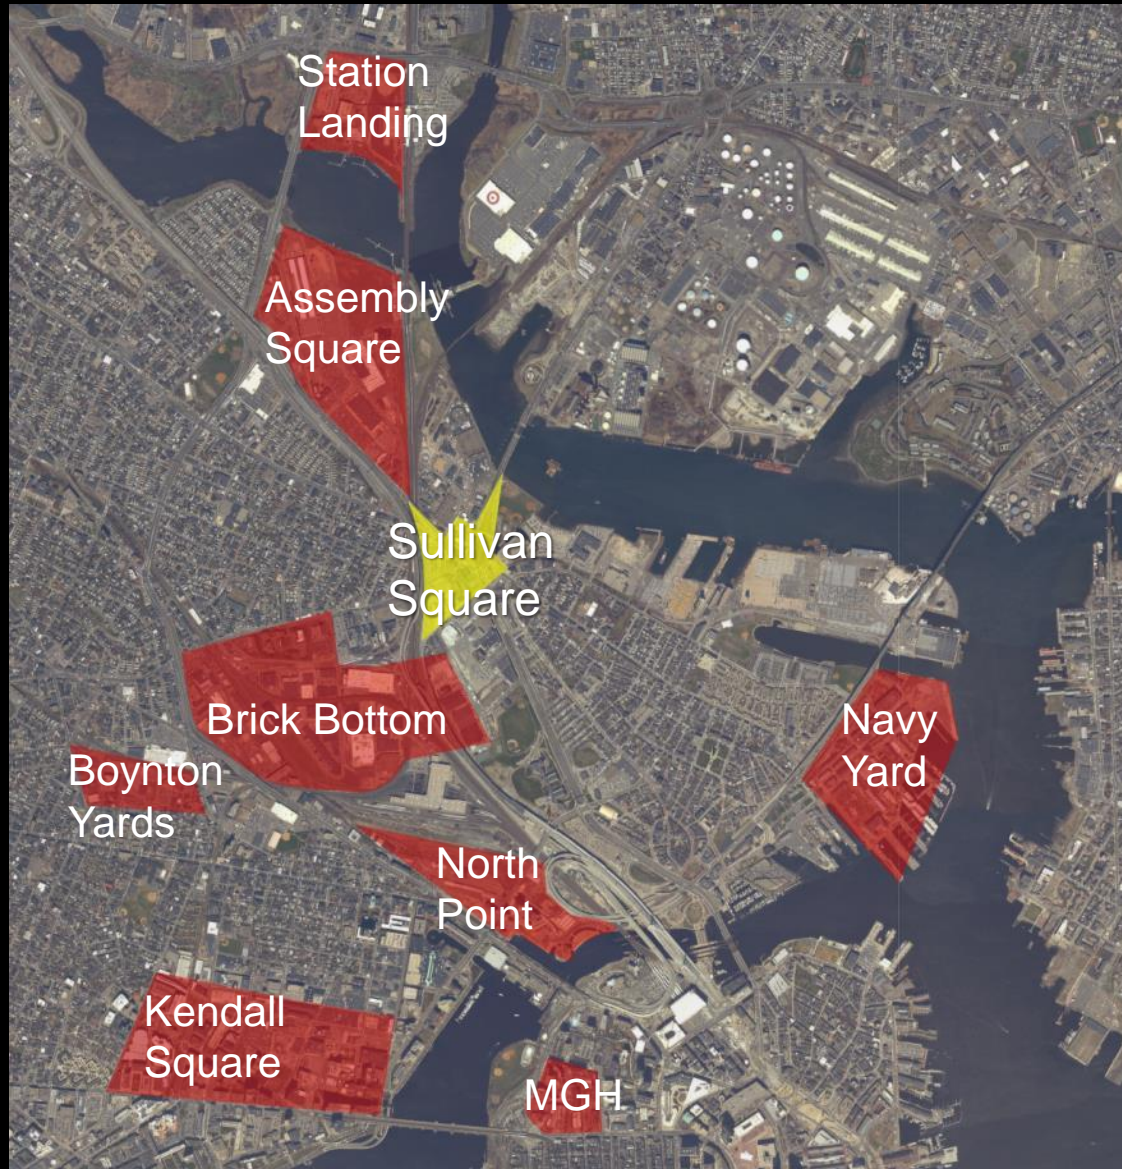 Station
Landing
Assembly
Square
Sullivan
Square
Brick Bottom
Boynton
Yards
Navy
Yard
North
Point
Kendall
Square
MGH